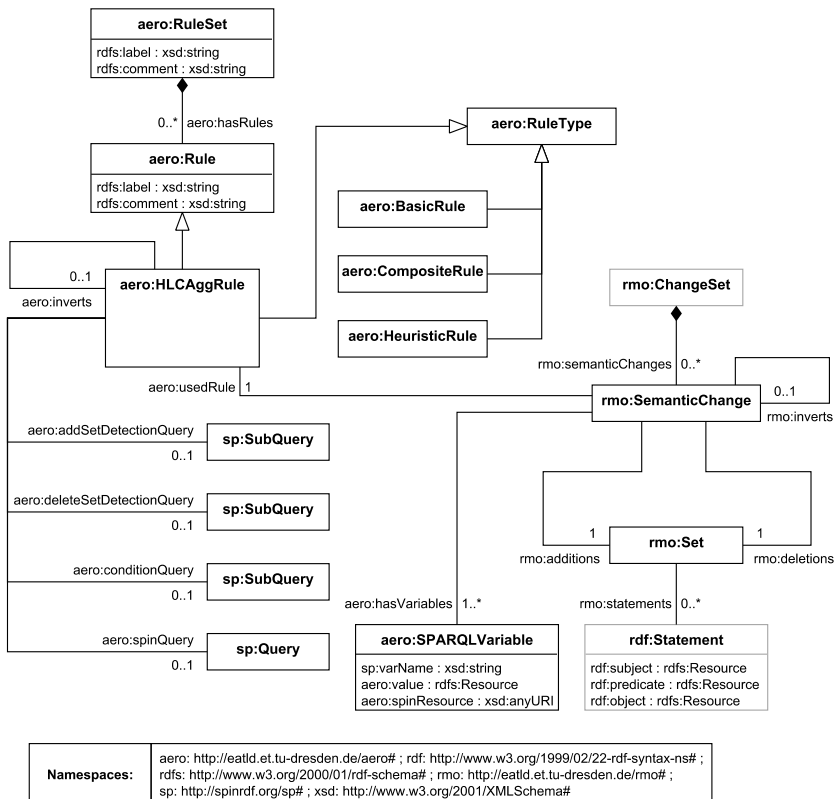 aero:RuleSet
rdfs:label : xsd:string
rdfs:comment : xsd:string
0..* aero:hasRules
aero:RuleType
aero:Rule
rdfs:label : xsd:string
rdfs:comment : xsd:string
aero:BasicRule
aero:CompositeRule
aero:HeuristicRule
0..1
aero:inverts
aero:HLCAggRule
rmo:ChangeSet
rmo:semanticChanges 0..*
aero:usedRule 1
rmo:SemanticChange
0..1
rmo:inverts
aero:addSetDetectionQuery
0..1
sp:SubQuery
aero:deleteSetDetectionQuery
0..1
sp:SubQuery
aero:conditionQuery
0..1
sp:SubQuery
aero:spinQuery
0..1
sp:Query
1
rmo:additions
rmo:Set
1
rmo:deletions
aero:hasVariables 1..*
rmo:statements 0..*
aero:SPARQLVariable
sp:varName : xsd:string
aero:value : rdfs:Resource
aero:spinResource : xsd:anyURI
rdf:Statement
rdf:subject : rdfs:Resource
rdf:predicate : rdfs:Resource
rdf:object : rdfs:Resource
Namespaces:
aero: http://eatld.et.tu-dresden.de/aero# ; rdf: http://www.w3.org/1999/02/22-rdf-syntax-ns# ;
rdfs: http://www.w3.org/2000/01/rdf-schema# ; rmo: http://eatld.et.tu-dresden.de/rmo# ;
sp: http://spinrdf.org/sp# ; xsd: http://www.w3.org/2001/XMLSchema#